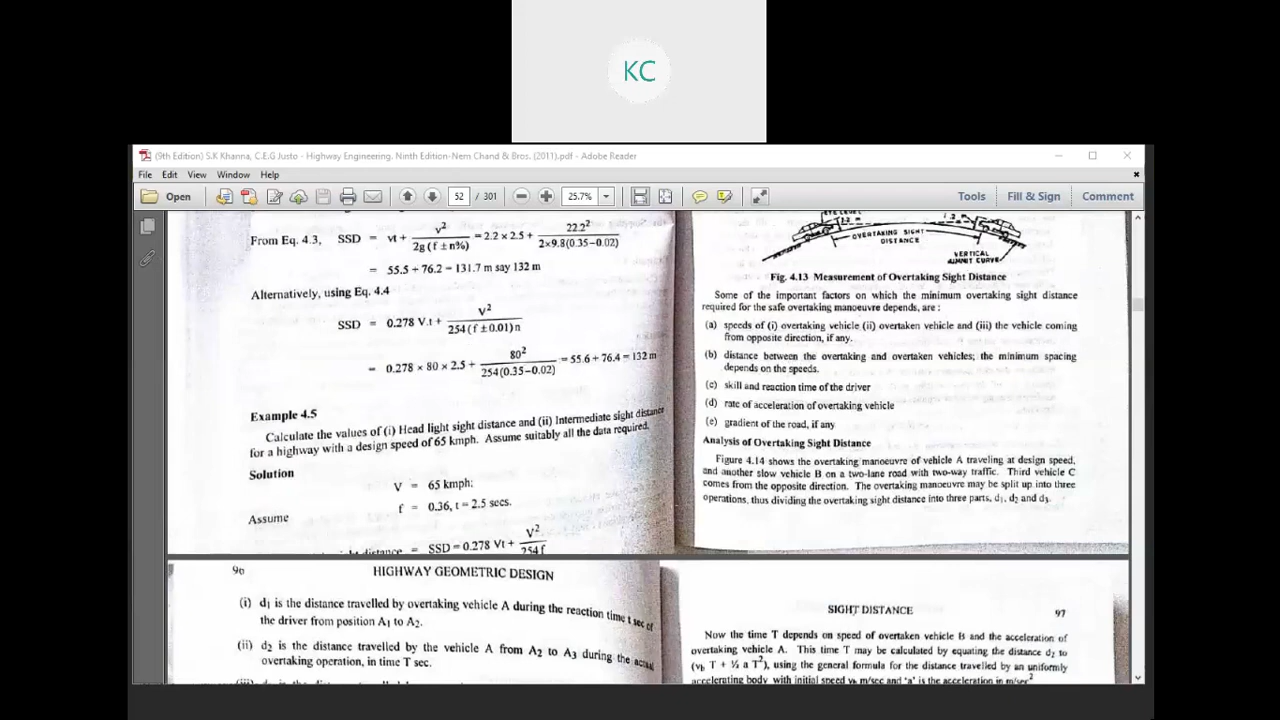 KC
(9th Edition) S.K Khanna, C.E.G Justo - Highway Engineering, Ninth Edition-Nem Chand & Bros. (2011).pdf - Adobe Reader
File Edit View Window Help
Open 52 / 301 25.7% Tools Fill & Sign Comment
From Eq. 4.3, SSD = vt + v² / 2g (f ± n%) = 2.2 × 2.5 + 22.2² / 2×9.8(0.35−0.02)
= 55.5 + 76.2 − 131.7 m say 132 m
Alternatively, using Eq. 4.4
SSD = 0.278 V.t + V² / 254 (f ± 0.01) n
= 0.278 × 80 × 2.5 + 80² / 254(0.35−0.02) = 55.6 + 76.4 = 132 m
Example 4.5
Calculate the values of (i) Head light sight distance and (ii) Intermediate sight distance
for a highway with a design speed of 65 kmph. Assume suitably all the data required.
Solution
V = 65 kmph;
Assume f = 0.36, t = 2.5 secs.
distance = SSD = 0.278 Vt + V² / 254 f
EYE LEVEL
1.2 m 1.2 m
OVERTAKING SIGHT
DISTANCE
VERTICAL
SUMMIT CURVE
Fig. 4.13 Measurement of Overtaking Sight Distance
Some of the important factors on which the minimum overtaking sight distance
required for the safe overtaking manoeuvre depends, are :
(a) speeds of (i) overtaking vehicle (ii) overtaken vehicle and (iii) the vehicle coming
from opposite direction, if any.
(b) distance between the overtaking and overtaken vehicles; the minimum spacing
depends on the speeds.
(c) skill and reaction time of the driver
(d) rate of acceleration of overtaking vehicle
(e) gradient of the road, if any
Analysis of Overtaking Sight Distance
Figure 4.14 shows the overtaking manoeuvre of vehicle A traveling at design speed,
and another slow vehicle B on a two-lane road with two-way traffic. Third vehicle C
comes from the opposite direction. The overtaking manoeuvre may be split up into three
operations, thus dividing the overtaking sight distance into three parts, d₁, d₂ and d₃.
96 HIGHWAY GEOMETRIC DESIGN
(i) d₁ is the distance travelled by overtaking vehicle A during the reaction time t sec of
the driver from position A₁ to A₂.
(ii) d₂ is the distance travelled by the vehicle A from A₂ to A₃ during the actual
overtaking operation, in time T sec.
SIGHT DISTANCE 97
Now the time T depends on speed of overtaken vehicle B and the acceleration of
overtaking vehicle A. This time T may be calculated by equating the distance d₂ to
(v_b T + ½ a T²), using the general formula for the distance travelled by an uniformly
accelerating body with initial speed v_b m/sec and 'a' is the acceleration in m/sec²